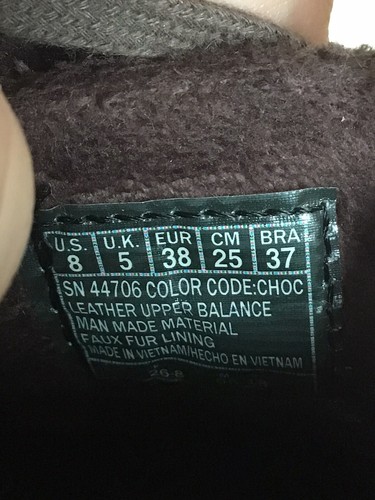 U.S. U.K. EUR CM BRA
8 5 38 25 37
SN 44706 COLOR CODE:CHOC
LEATHER UPPER BALANCE
MAN MADE MATERIAL
FAUX FUR LINING
MADE IN VIETNAM/HECHO EN VIETNAM